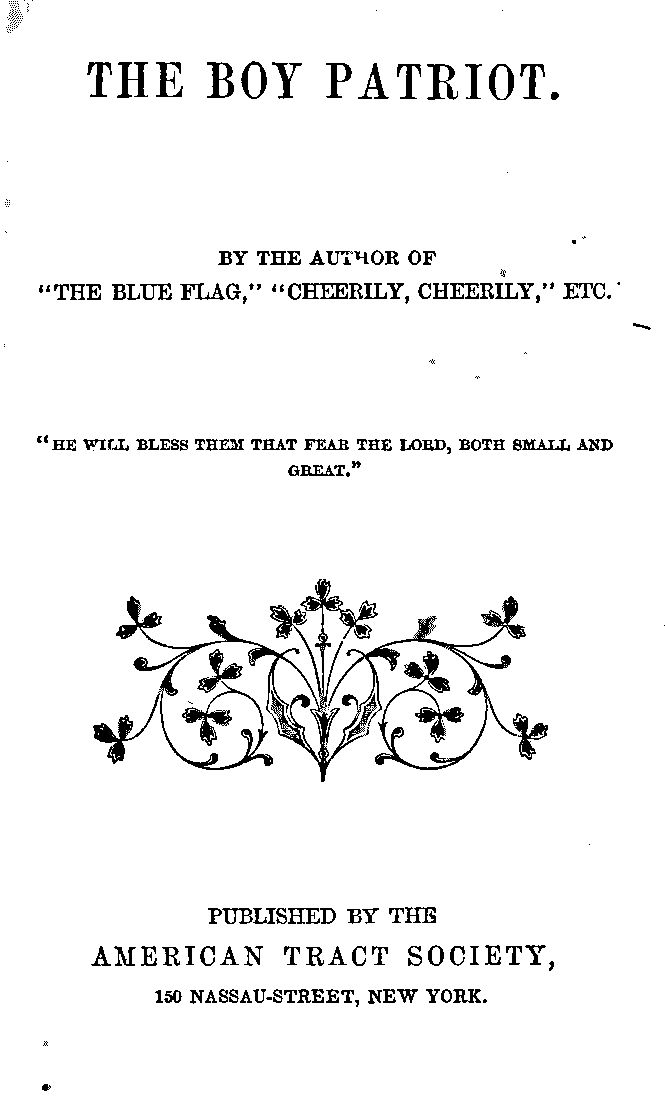 THE BOY PATRIOT.
BY THE AUTHOR OF
"THE BLUE FLAG," "CHEERILY, CHEERILY," ETC.
"HE WILL BLESS THEM THAT FEAR THE LORD, BOTH SMALL AND
GREAT."
PUBLISHED BY THE
AMERICAN TRACT SOCIETY,
150 NASSAU-STREET, NEW YORK.